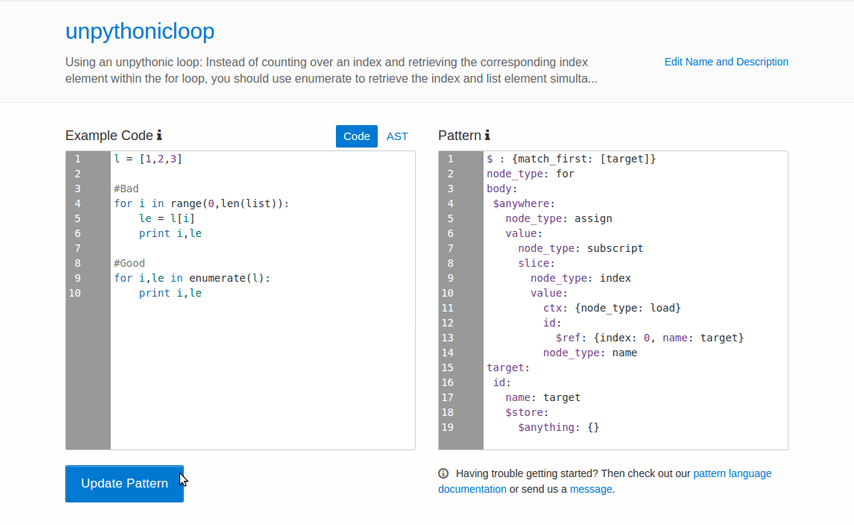 unpythonicloop
Using an unpythonic loop: Instead of counting over an index and retrieving the corresponding index
element within the for loop, you should use enumerate to retrieve the index and list element simulta...
Edit Name and Description
Example Code
Code
AST
1 l = [1,2,3]
2
3 #Bad
4 for i in range(0,len(list)):
5     le = l[i]
6     print i,le
7
8 #Good
9 for i,le in enumerate(l):
10     print i,le
Update Pattern
Pattern
1 $ : {match_first: [target]}
2 node_type: for
3 body:
4  $anywhere:
5    node_type: assign
6    value:
7      node_type: subscript
8      slice:
9        node_type: index
10        value:
11          ctx: {node_type: load}
12          id:
13            $ref: {index: 0, name: target}
14          node_type: name
15 target:
16  id:
17    name: target
18    $store:
19      $anything: {}
Having trouble getting started? Then check out our pattern language
documentation or send us a message.